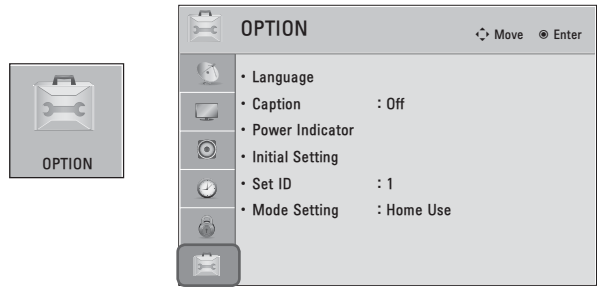 OPTION
OPTION Move Enter
• Language
• Caption : Off
• Power Indicator
• Initial Setting
• Set ID : 1
• Mode Setting : Home Use